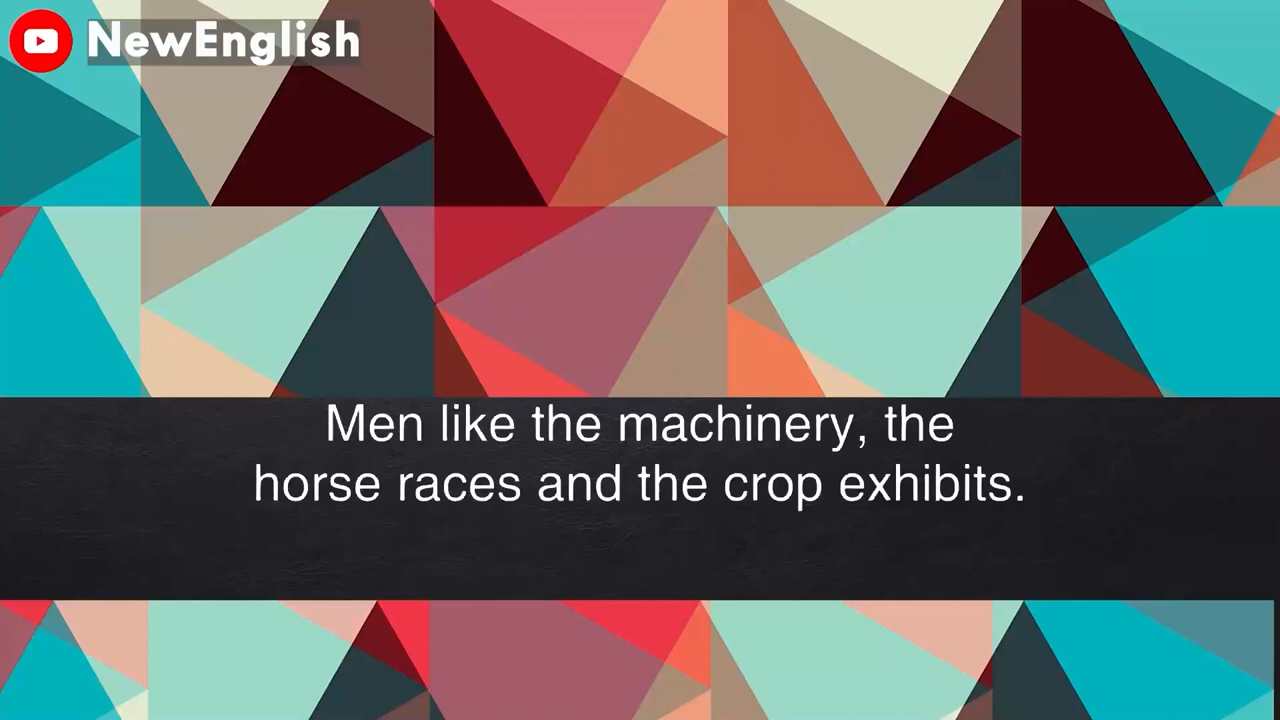 NewEnglish
Men like the machinery, the
horse races and the crop exhibits.